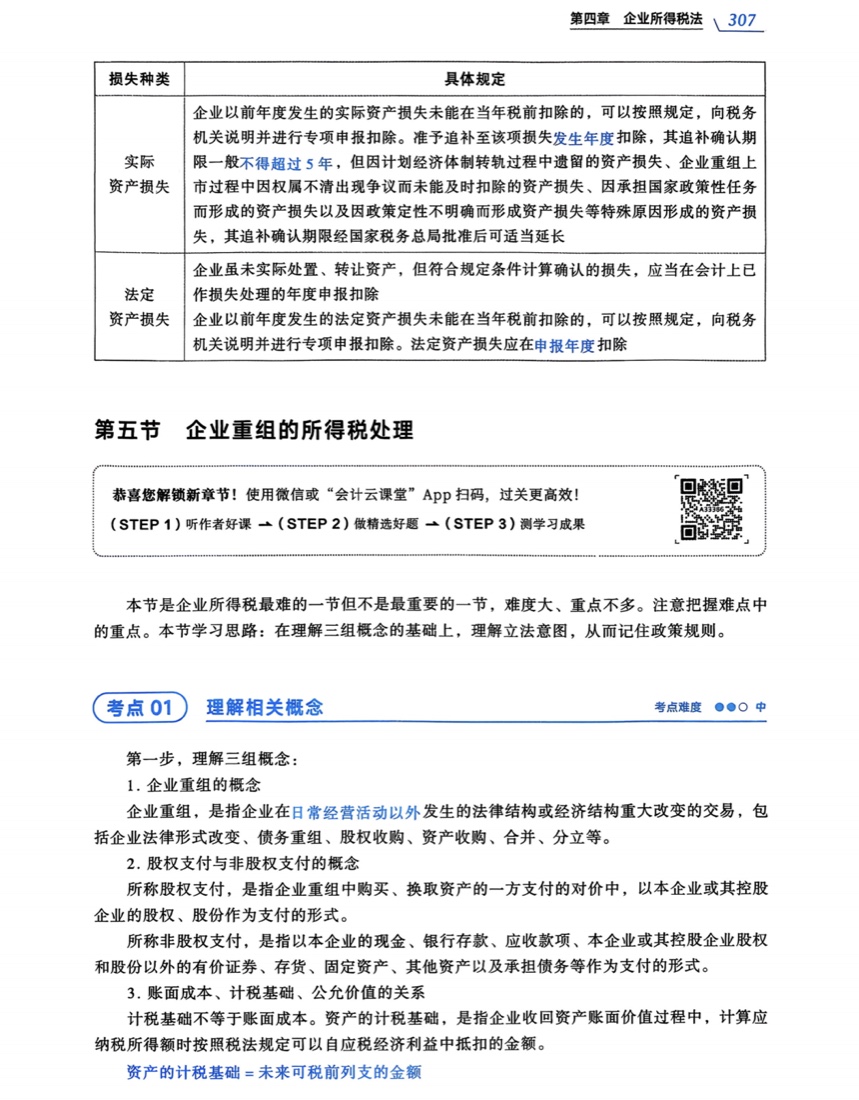 第四章 企业所得税法 307
损失种类 具体规定
企业以前年度发生的实际资产损失未能在当年税前扣除的，可以按照规定，向税务
机关说明并进行专项申报扣除。准予追补至该项损失发生年度扣除，其追补确认期
实际
资产损失
限一般不得超过 5 年，但因计划经济体制转轨过程中遗留的资产损失、企业重组上
市过程中因权属不清出现争议而未能及时扣除的资产损失、因承担国家政策性任务
而形成的资产损失以及因政策定性不明确而形成资产损失等特殊原因形成的资产损
失，其追补确认期限经国家税务总局批准后可适当延长
法定
资产损失
企业虽未实际处置、转让资产，但符合规定条件计算确认的损失，应当在会计上已
作损失处理的年度申报扣除
企业以前年度发生的法定资产损失未能在当年税前扣除的，可以按照规定，向税务
机关说明并进行专项申报扣除。法定资产损失应在申报年度扣除
第五节 企业重组的所得税处理
恭喜您解锁新章节！使用微信或“会计云课堂”App 扫码，过关更高效！
（STEP 1）听作者好课 ⇀（STEP 2）做精选好题 ⇀（STEP 3）测学习成果
A33386
本节是企业所得税最难的一节但不是最重要的一节，难度大、重点不多。注意把握难点中
的重点。本节学习思路：在理解三组概念的基础上，理解立法意图，从而记住政策规则。
考点 01 理解相关概念 考点难度 中
第一步，理解三组概念：
1. 企业重组的概念
企业重组，是指企业在日常经营活动以外发生的法律结构或经济结构重大改变的交易，包
括企业法律形式改变、债务重组、股权收购、资产收购、合并、分立等。
2. 股权支付与非股权支付的概念
所称股权支付，是指企业重组中购买、换取资产的一方支付的对价中，以本企业或其控股
企业的股权、股份作为支付的形式。
所称非股权支付，是指以本企业的现金、银行存款、应收款项、本企业或其控股企业股权
和股份以外的有价证券、存货、固定资产、其他资产以及承担债务等作为支付的形式。
3. 账面成本、计税基础、公允价值的关系
计税基础不等于账面成本。资产的计税基础，是指企业收回资产账面价值过程中，计算应
纳税所得额时按照税法规定可以自应税经济利益中抵扣的金额。
资产的计税基础 = 未来可税前列支的金额